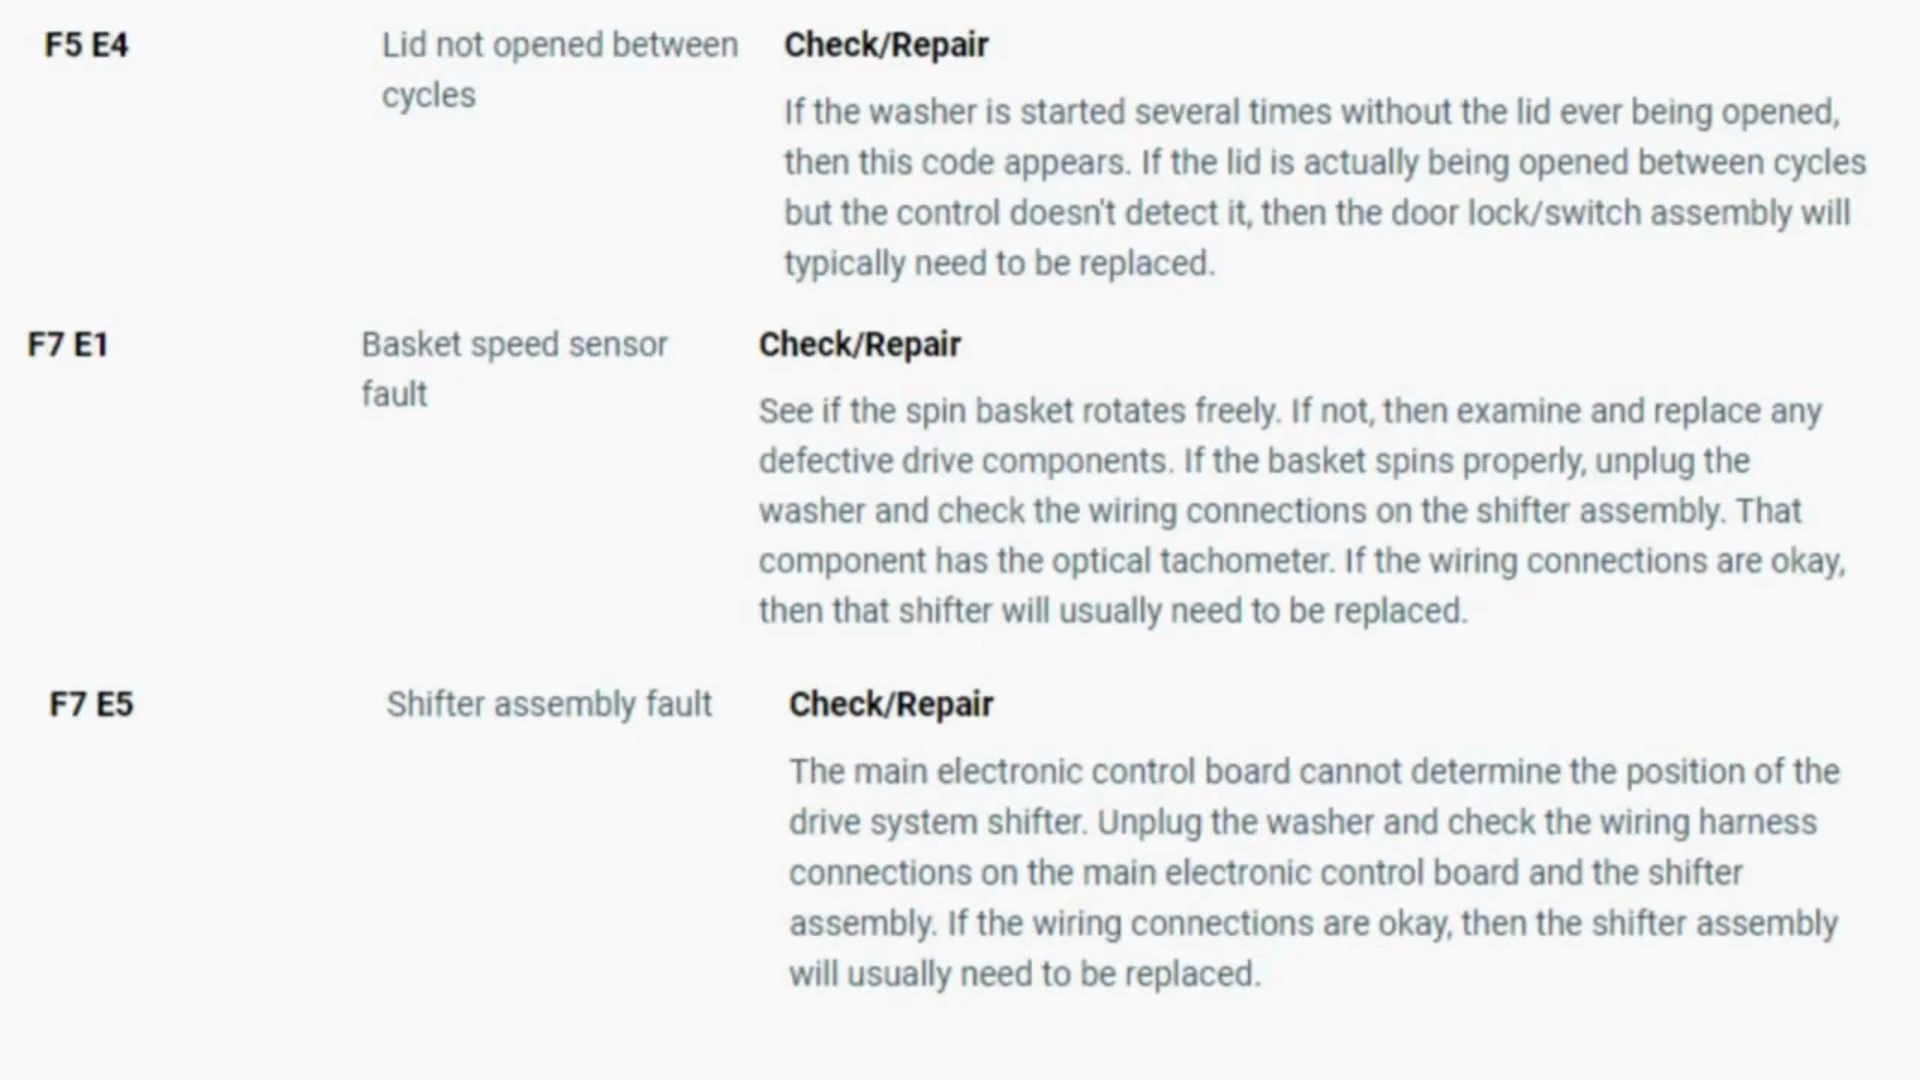 F5 E4 Lid not opened between Check/Repair
cycles
If the washer is started several times without the lid ever being opened,
then this code appears. If the lid is actually being opened between cycles
but the control doesn't detect it, then the door lock/switch assembly will
typically need to be replaced.
F7 E1 Basket speed sensor Check/Repair
fault
See if the spin basket rotates freely. If not, then examine and replace any
defective drive components. If the basket spins properly, unplug the
washer and check the wiring connections on the shifter assembly. That
component has the optical tachometer. If the wiring connections are okay,
then that shifter will usually need to be replaced.
F7 E5 Shifter assembly fault Check/Repair
The main electronic control board cannot determine the position of the
drive system shifter. Unplug the washer and check the wiring harness
connections on the main electronic control board and the shifter
assembly. If the wiring connections are okay, then the shifter assembly
will usually need to be replaced.